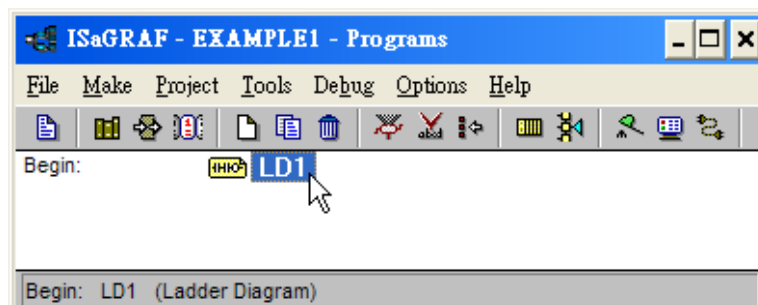 ISaGRAF - EXAMPLE1 - Programs
File Make Project Tools Debug Options Help
Begin: LD1
Begin: LD1 (Ladder Diagram)